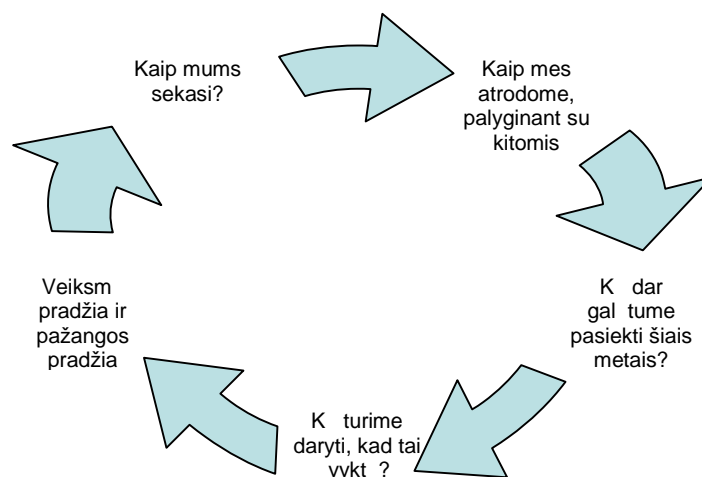 Kaip mums
sekasi?
Kaip mes
atrodome,
palyginant su
kitomis
K dar
gal tume
pasiekti šiais
metais?
K turime
daryti, kad tai
vykt ?
Veiksm
pradžia ir
pažangos
pradžia